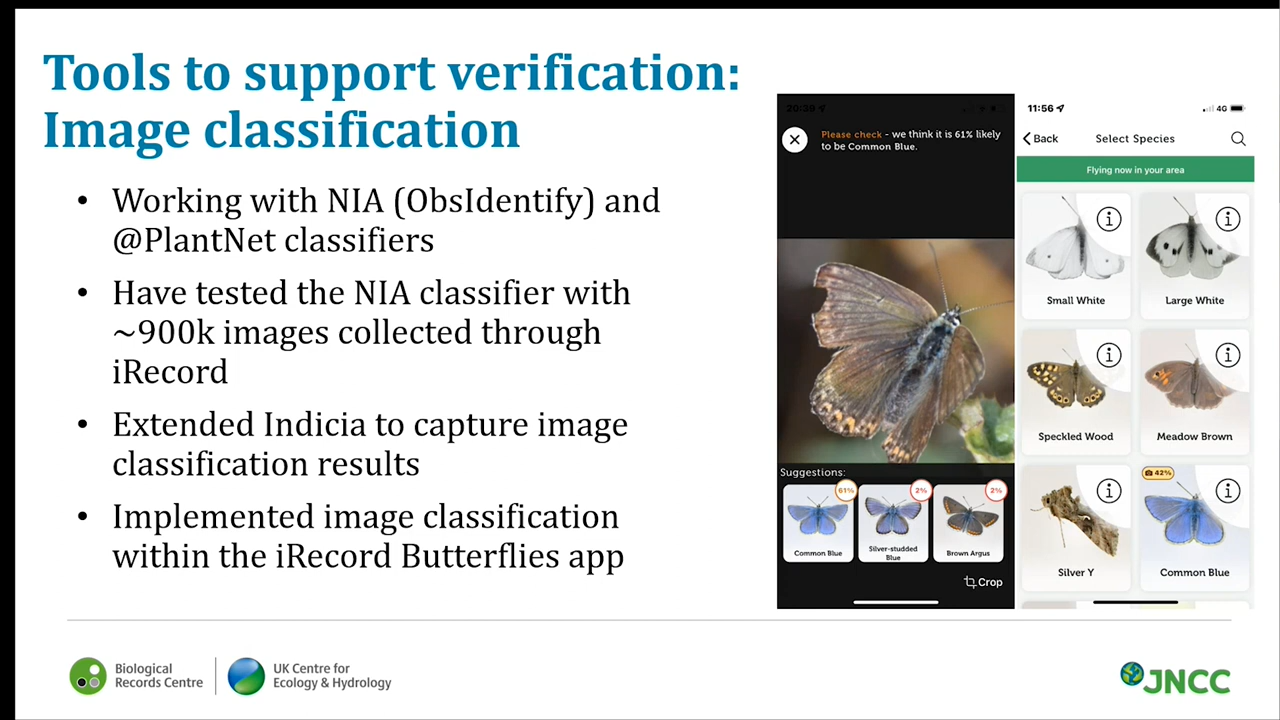 Tools to support verification:
Image classification
• Working with NIA (ObsIdentify) and
@PlantNet classifiers
• Have tested the NIA classifier with
~900k images collected through
iRecord
• Extended Indicia to capture image
classification results
• Implemented image classification
within the iRecord Butterflies app
20:39
Please check - we think it is 61% likely
to be Common Blue.
Suggestions:
61%
2%
2%
Common Blue
Silver-studded
Blue
Brown Argus
Crop
11:56
4G
Back
Select Species
Flying now in your area
Small White
Large White
Speckled Wood
Meadow Brown
42%
Silver Y
Common Blue
Biological
Records Centre
UK Centre for
Ecology & Hydrology
JNCC